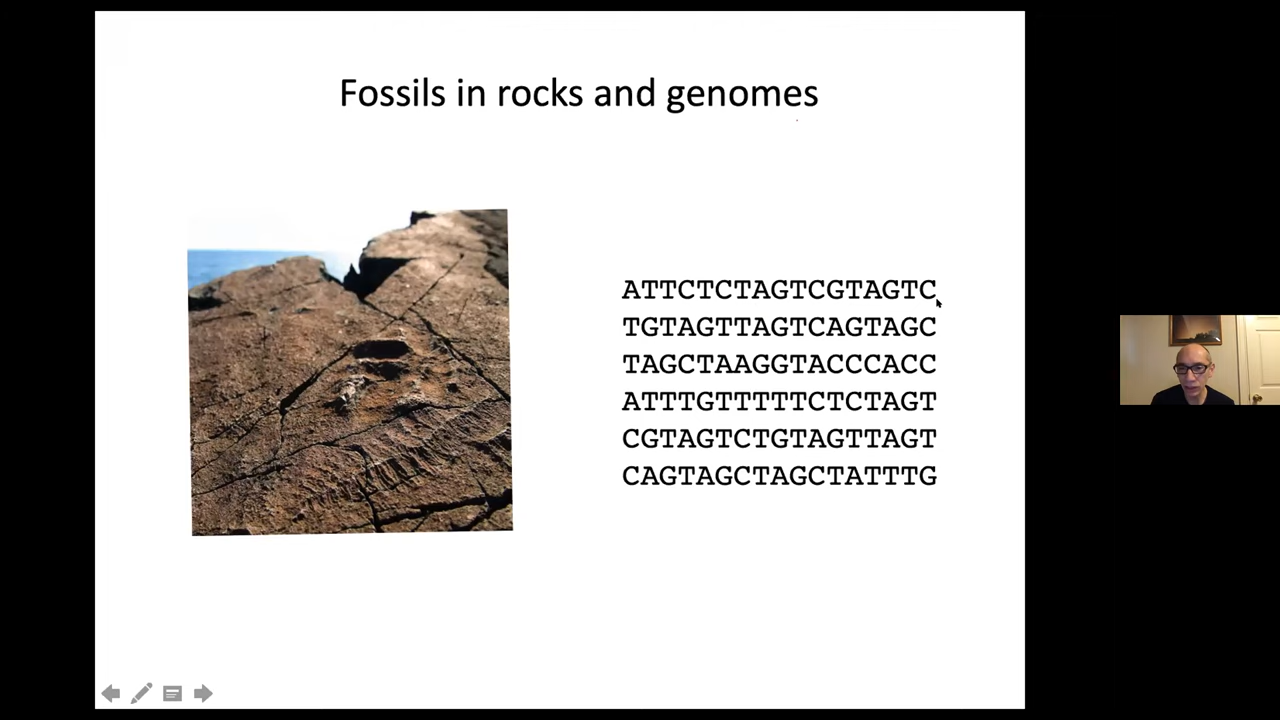 Fossils in rocks and genomes
ATTCTCTAGTCGTAGTC
TGTAGTTAGTCAGTAGC
TAGCTAAGGTACCCACC
ATTTGTTTTTCTCTAGT
CGTAGTCTGTAGTTAGT
CAGTAGCTAGCTATTTG